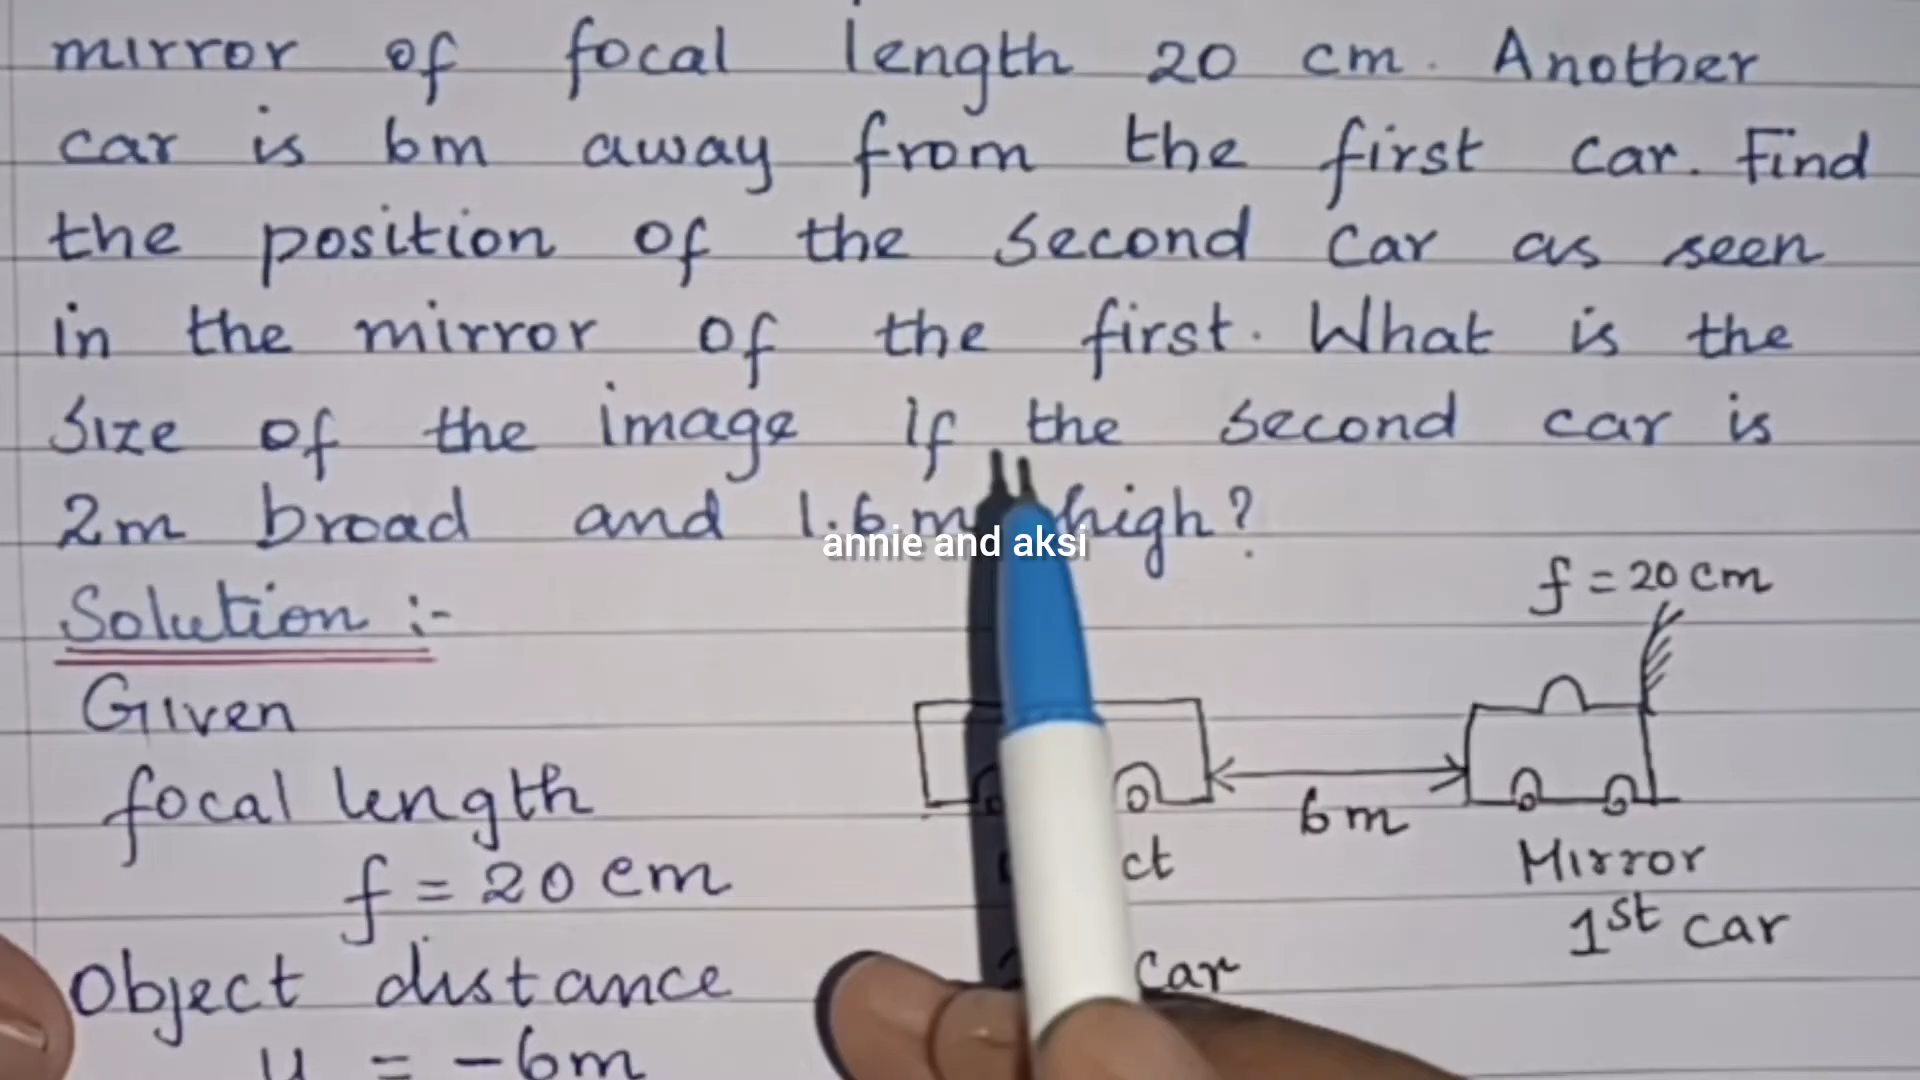 mirror of focal length 20 cm. Another
car is 6m away from the first car. Find
the position of the second car as seen
in the mirror of the first. What is the
size of the image if the second car is
2m broad and 1.6m high?
annie and aksi
Solution :-
f = 20 cm
Given
focal length
6m
f = 20 cm
ct
Mirror
1st car
Object distance
Car
u = -6m